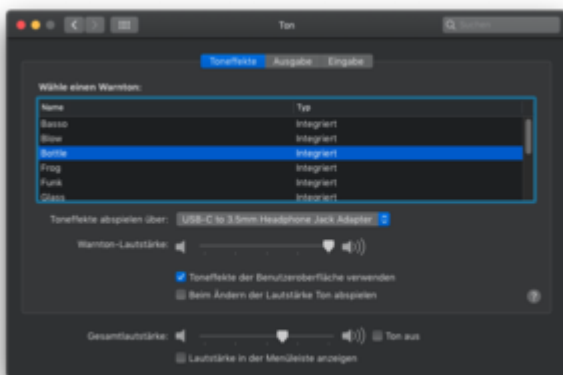 Ton
Suchen
Toneffekte Ausgabe Eingabe
Wähle einen Warnton:
Name Typ
Basso Integriert
Blow Integriert
Bottle Integriert
Frog Integriert
Funk Integriert
Glass Integriert
Toneffekte abspielen über: USB-C to 3.5mm Headphone Jack Adapter
Warnton-Lautstärke:
Toneffekte der Benutzeroberfläche verwenden
Beim Ändern der Lautstärke Ton abspielen
?
Gesamtlautstärke: Ton aus
Lautstärke in der Menüleiste anzeigen